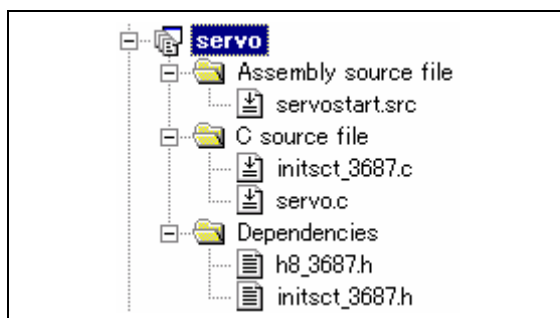 servo
Assembly source file
servostart.src
C source file
initsct_3687.c
servo.c
Dependencies
h8_3687.h
initsct_3687.h